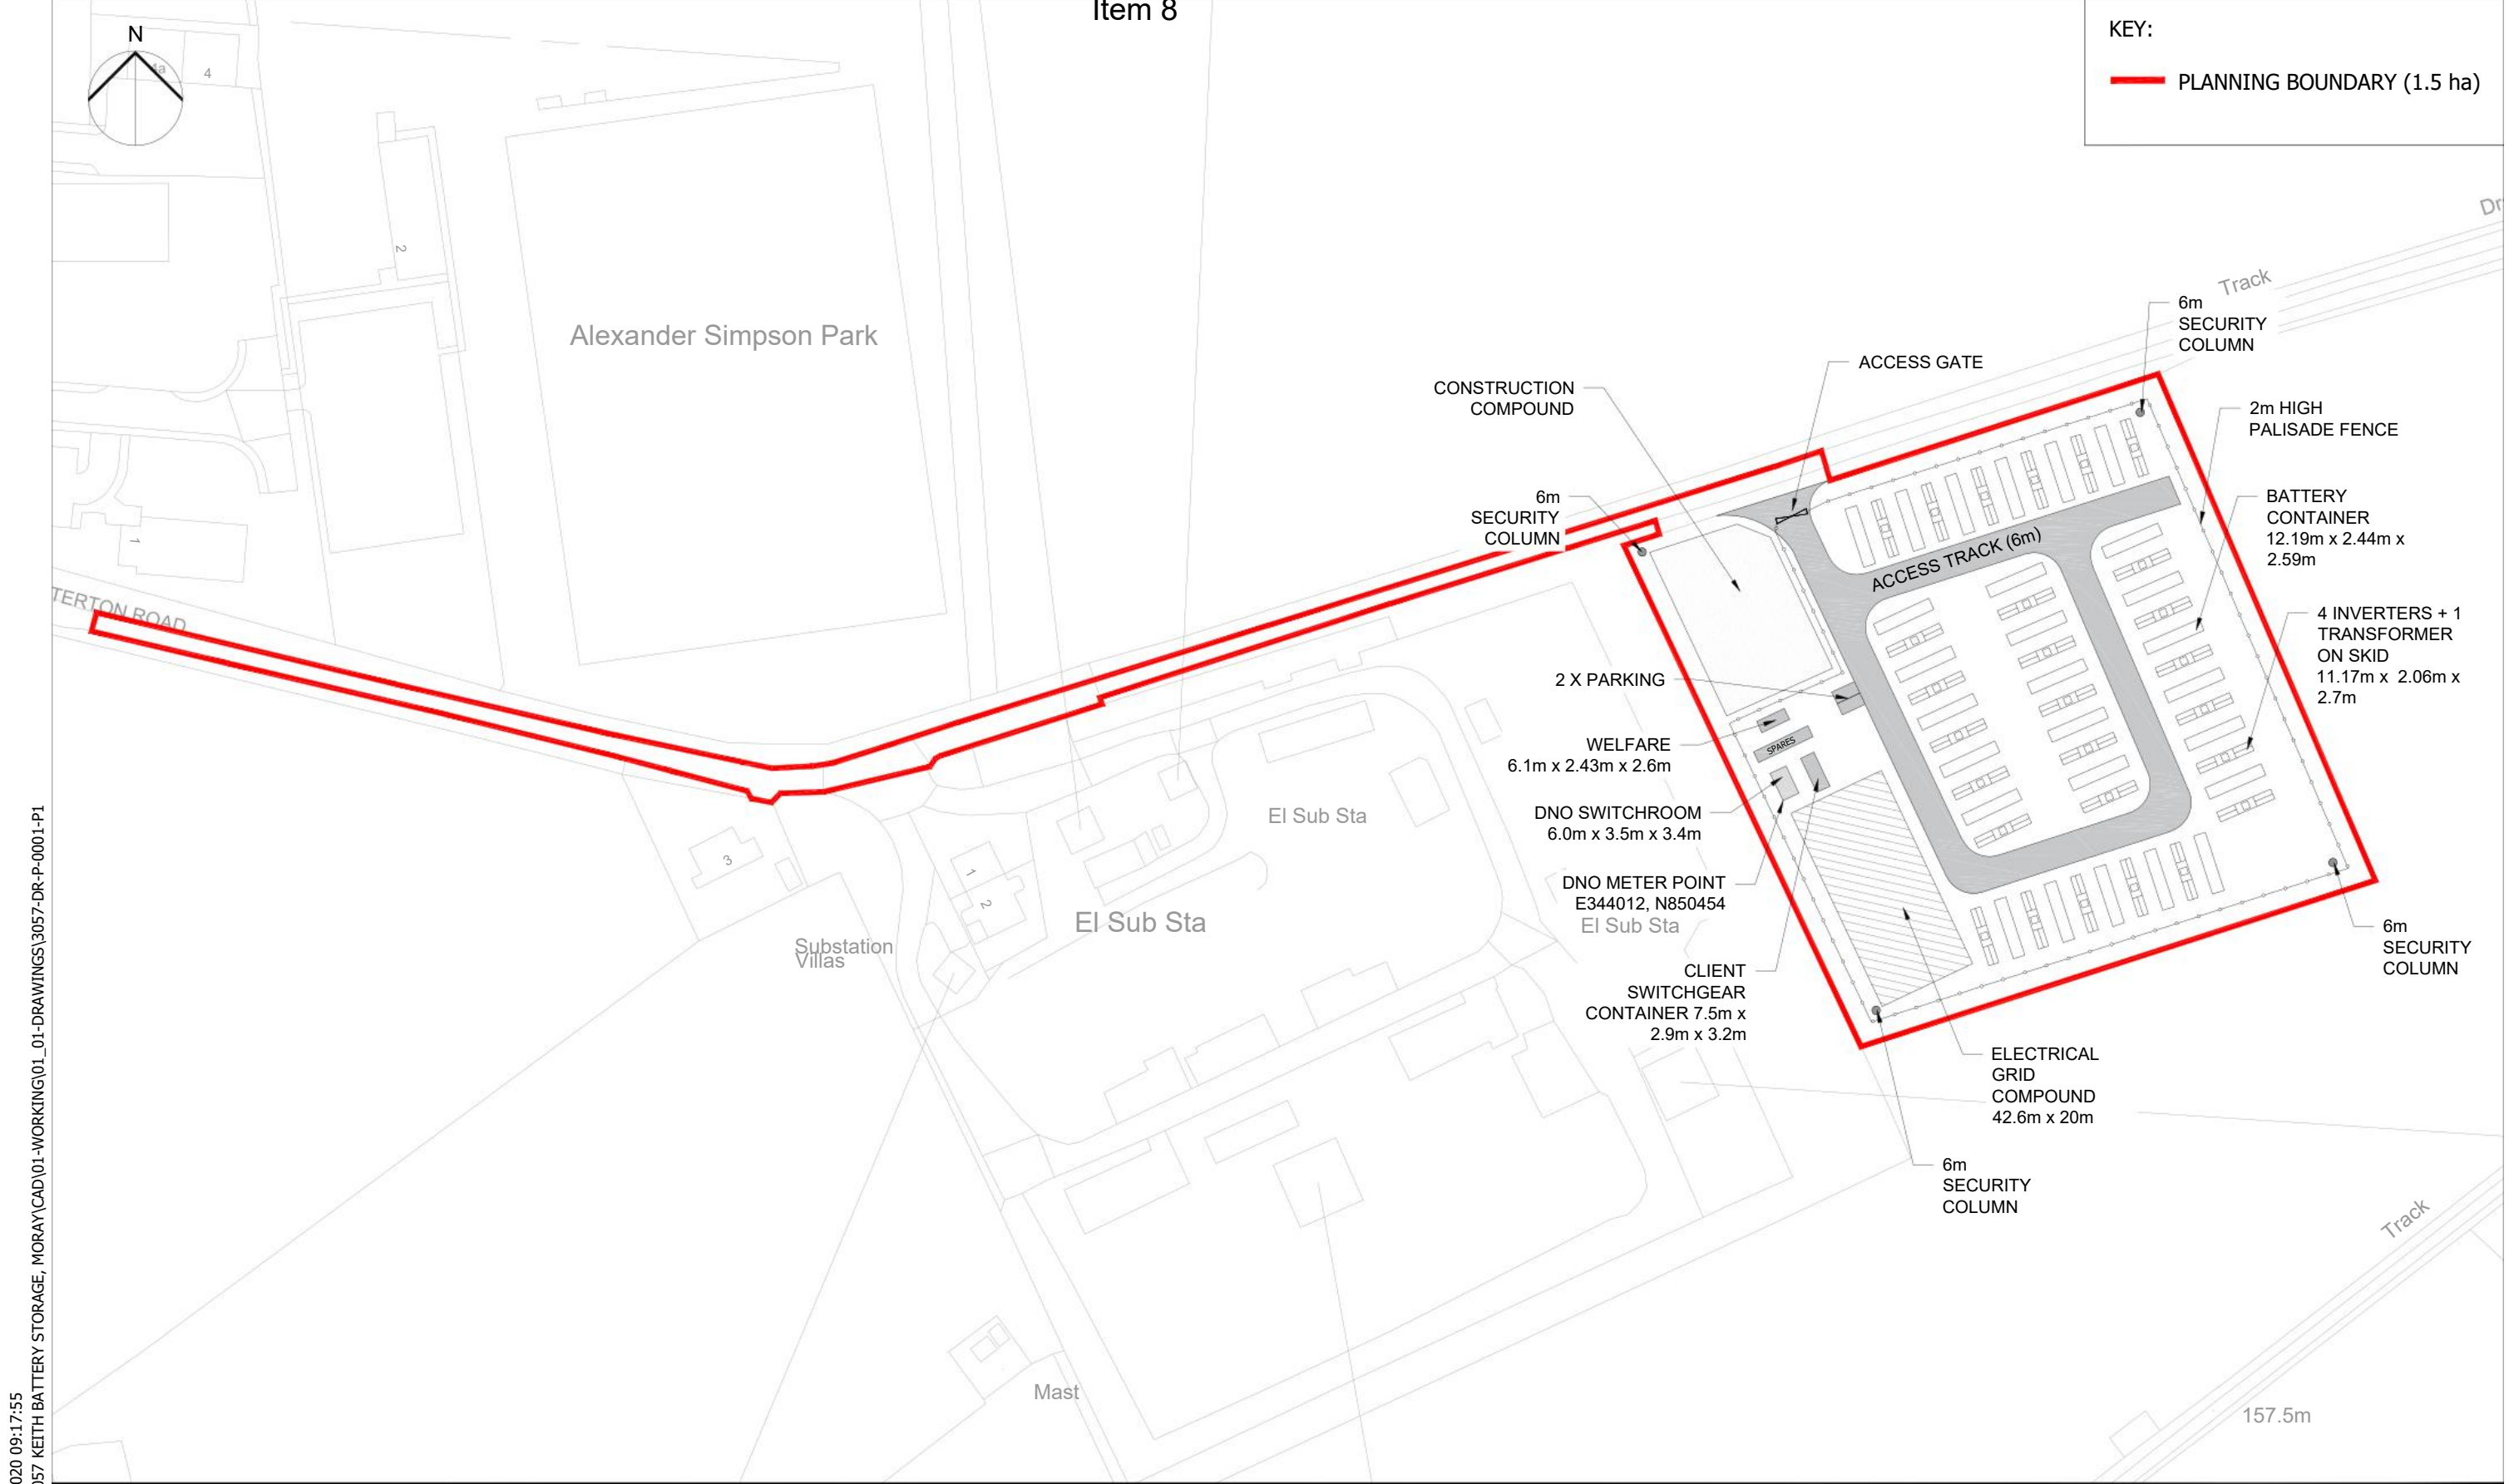 Item 8
KEY:
PLANNING BOUNDARY (1.5 ha)
N
4a
4
2
Alexander Simpson Park
1
TERTON ROAD
Track
6m
SECURITY
COLUMN
ACCESS GATE
CONSTRUCTION
COMPOUND
2m HIGH
PALISADE FENCE
6m
SECURITY
COLUMN
BATTERY
CONTAINER
12.19m x 2.44m x
2.59m
ACCESS TRACK (6m)
4 INVERTERS + 1
TRANSFORMER
ON SKID
11.17m x 2.06m x
2.7m
2 X PARKING
WELFARE
6.1m x 2.43m x 2.6m
SPARES
DNO SWITCHROOM
6.0m x 3.5m x 3.4m
DNO METER POINT
E344012, N850454
CLIENT
SWITCHGEAR
CONTAINER 7.5m x
2.9m x 3.2m
El Sub Sta
3
1
2
El Sub Sta
El Sub Sta
Substation
Villas
6m
SECURITY
COLUMN
ELECTRICAL
GRID
COMPOUND
42.6m x 20m
6m
SECURITY
COLUMN
Track
Mast
157.5m
020 09:17:55
057 KEITH BATTERY STORAGE, MORAY\CAD\01-WORKING\01_01-DRAWINGS\3057-DR-P-0001-P1